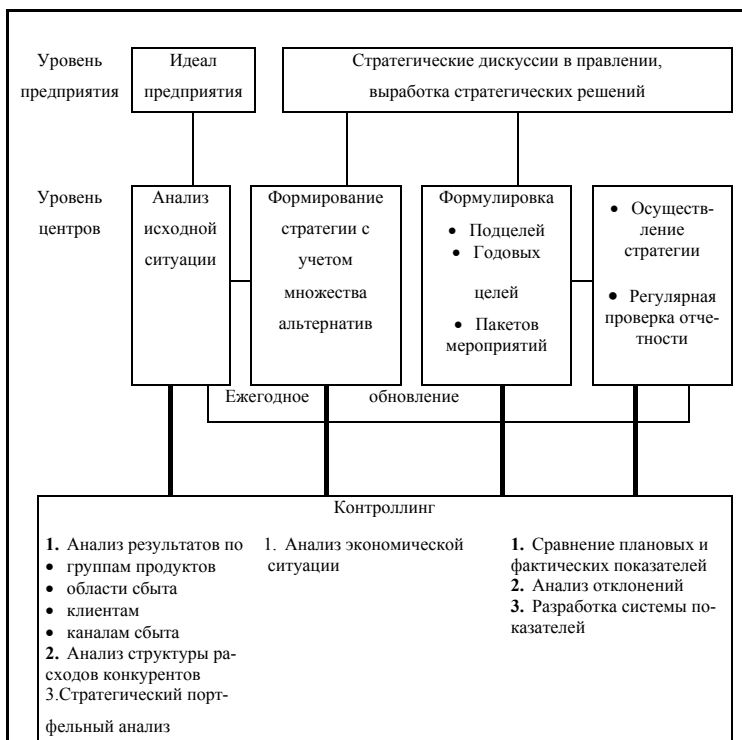 Уровень
предприятия
Идеал
предприятия
Стратегические дискуссии в правлении,
выработка стратегических решений
Уровень
центров
Анализ
исходной
ситуации
Формирование
стратегии с
учетом
множества
альтернатив
Формулировка
• Подцелей
• Годовых
целей
• Пакетов
мероприятий
• Осуществ-
ление
стратегии
• Регулярная
проверка отче-
тности
Ежегодное обновление
Контроллинг
1. Анализ результатов по
• группам продуктов
• области сбыта
• клиентам
• каналам сбыта
2. Анализ структуры рас-
сходов конкурентов
3.Стратегический порт-
фельный анализ
1. Анализ экономической
ситуации
1. Сравнение плановых и
фактических показателей
2. Анализ отклонений
3. Разработка системы по-
казателей